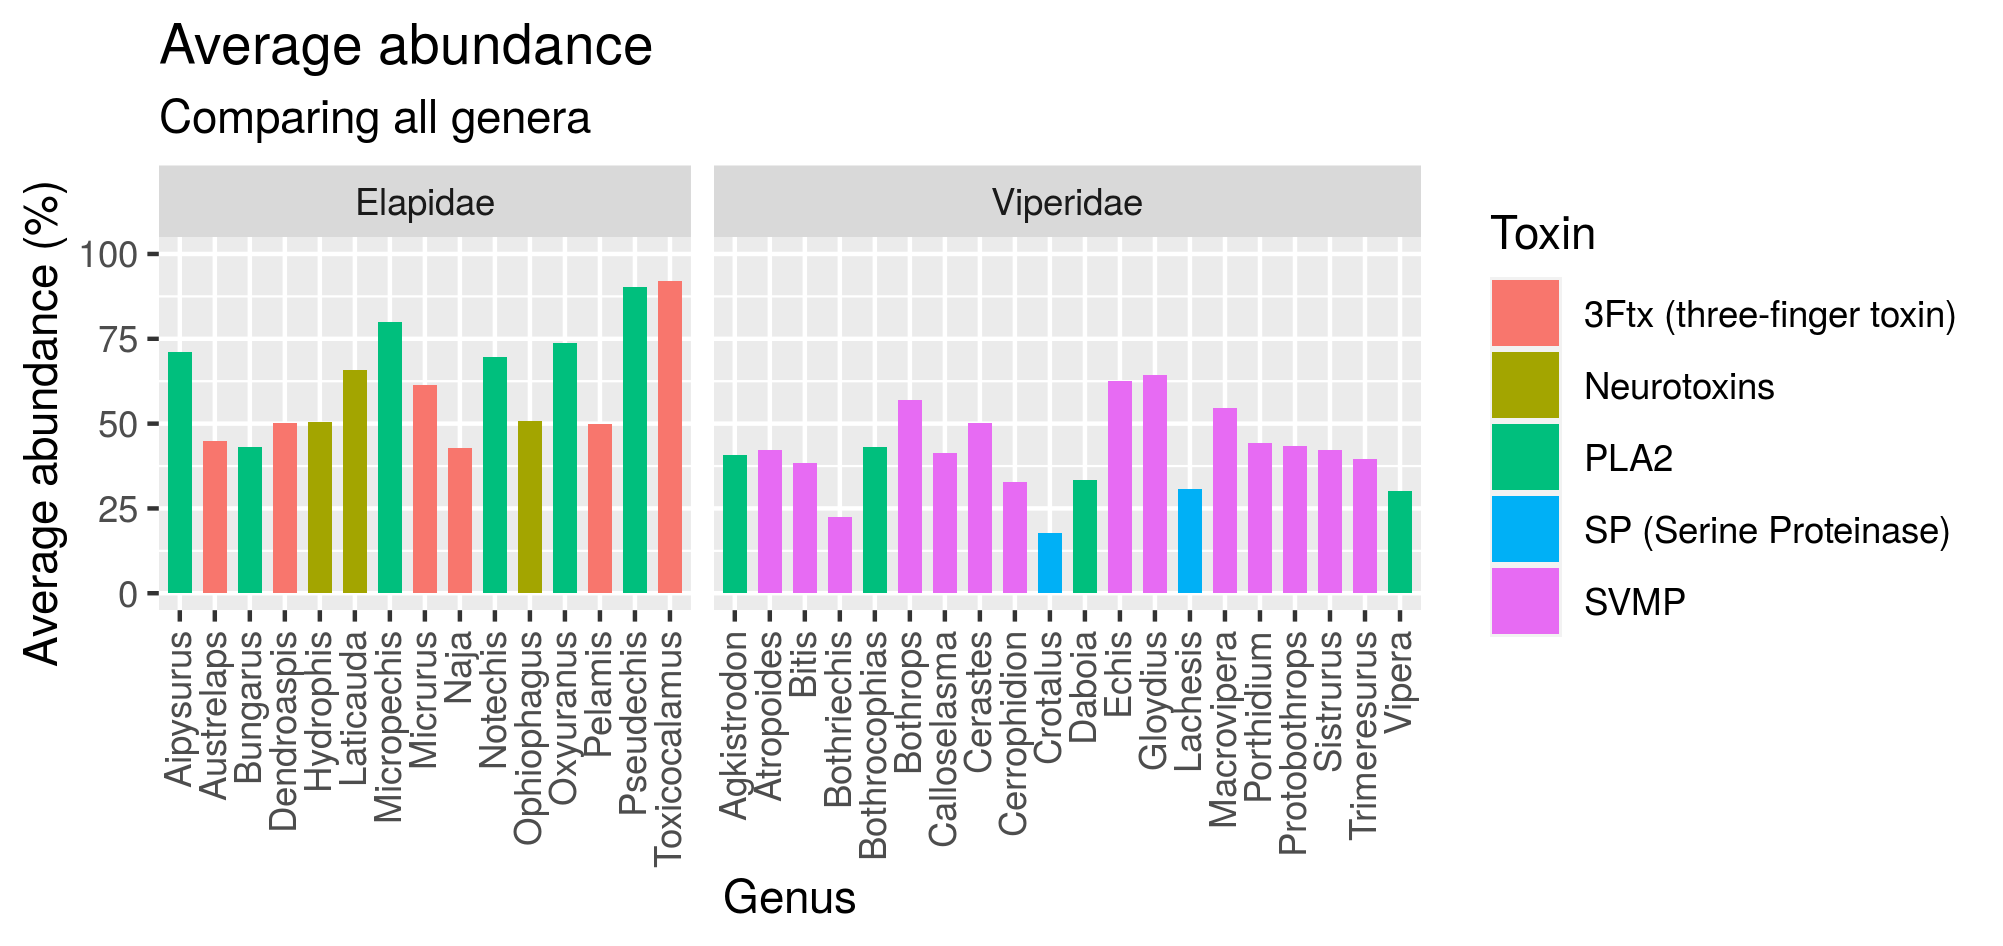 Average abundance
Comparing all genera
Elapidae
Viperidae
Average abundance (%)
100
75
50
25
0
Aipysurus
Austrelaps
Bungarus
Dendroaspis
Hydrophis
Laticauda
Micropechis
Micrurus
Naja
Notechis
Ophiophagus
Oxyuranus
Pelamis
Pseudechis
Toxicocalamus
Agkistrodon
Atropoides
Bitis
Bothriechis
Bothrocophias
Bothrops
Calloselasma
Cerastes
Cerrophidion
Crotalus
Daboia
Echis
Gloydius
Lachesis
Macrovipera
Porthidium
Protobothrops
Sistrurus
Trimeresurus
Vipera
Genus
Toxin
3Ftx (three-finger toxin)
Neurotoxins
PLA2
SP (Serine Proteinase)
SVMP